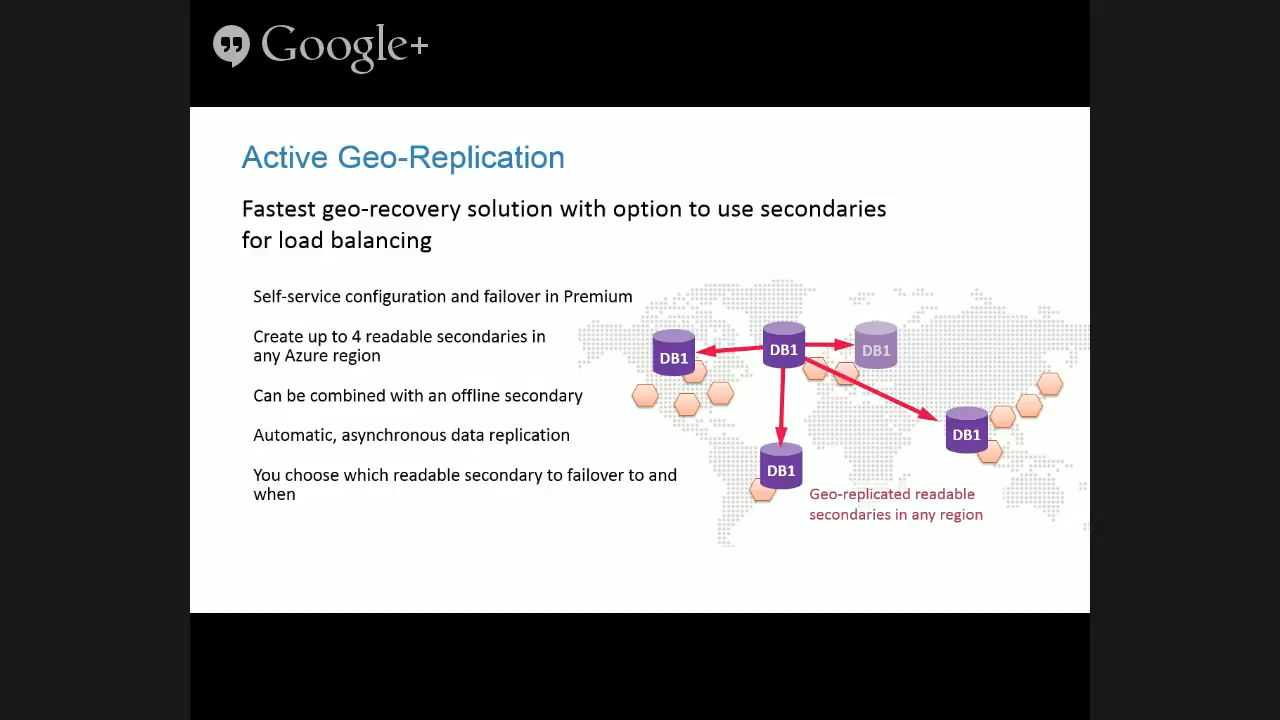 Google+
Active Geo-Replication
Fastest geo-recovery solution with option to use secondaries
for load balancing
Self-service configuration and failover in Premium
Create up to 4 readable secondaries in
any Azure region
Can be combined with an offline secondary
Automatic, asynchronous data replication
You choose which readable secondary to failover to and
when
DB1
DB1
DB1
DB1
DB1
Geo-replicated readable
secondaries in any region